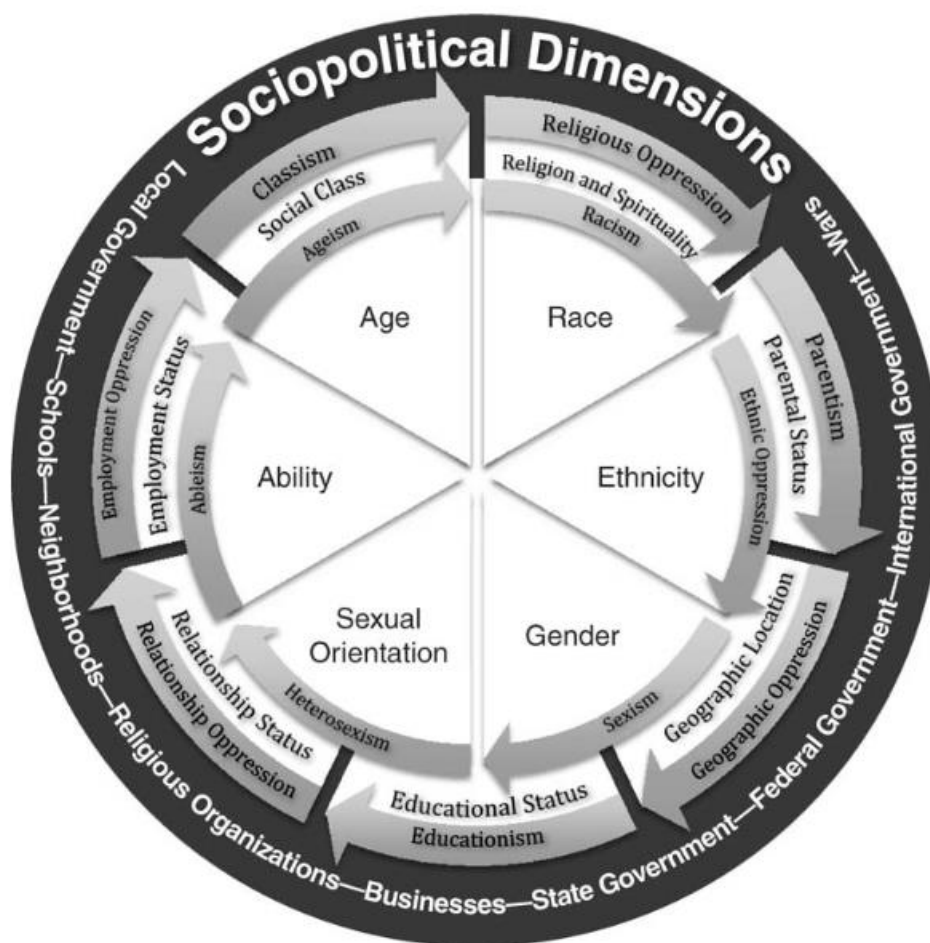 Sociopolitical Dimensions
Wars—International Government—Federal Government—State Government—Businesses—Religious Organizations—Neighborhoods—Schools—Local Government
Religious Oppression
Religion and Spirituality
Racism
Race
Parentism
Parental Status
Ethnic Oppression
Ethnicity
Geographic Location
Geographic Oppression
Sexism
Gender
Educational Status
Educationism
Heterosexism
Sexual
Orientation
Relationship Status
Relationship Oppression
Ableism
Ability
Employment Status
Employment Oppression
Classism
Social Class
Ageism
Age